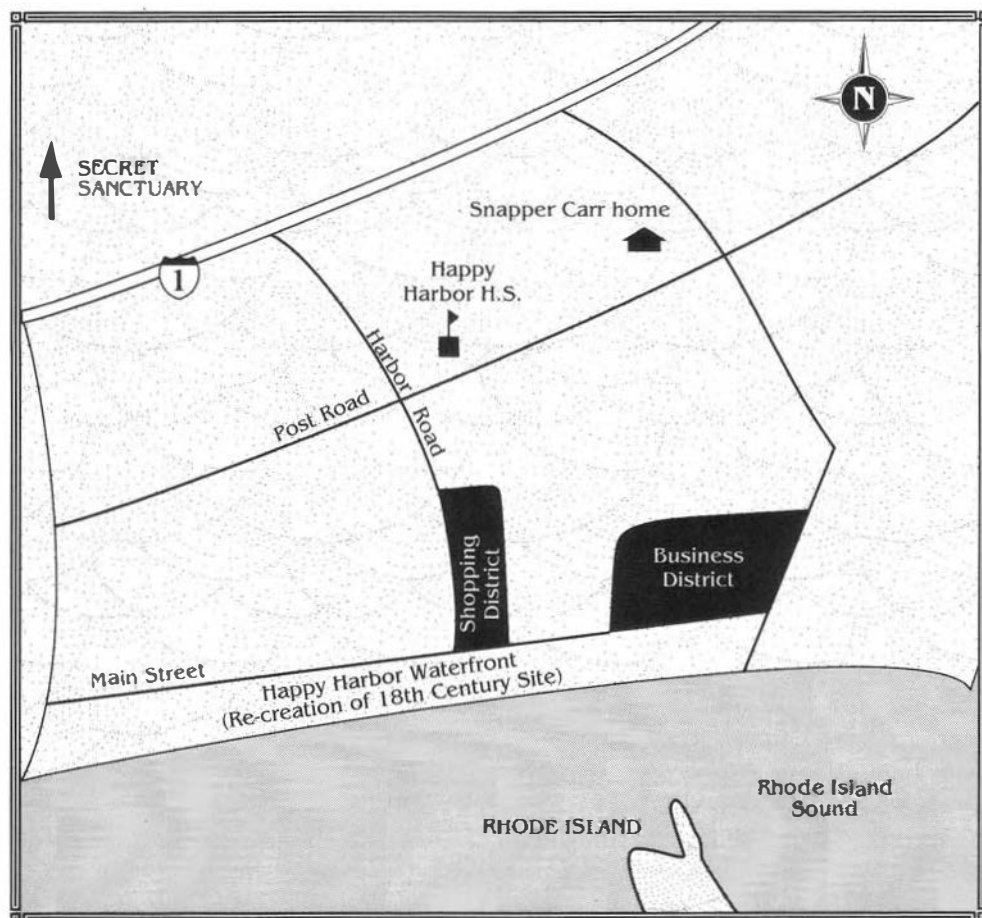 N
SECRET
SANCTUARY
Snapper Carr home
1
Happy
Harbor H.S.
Harbor
Road
Post Road
Shopping
District
Business
District
Main Street
Happy Harbor Waterfront
(Re-creation of 18th Century Site)
Rhode Island
Sound
RHODE ISLAND